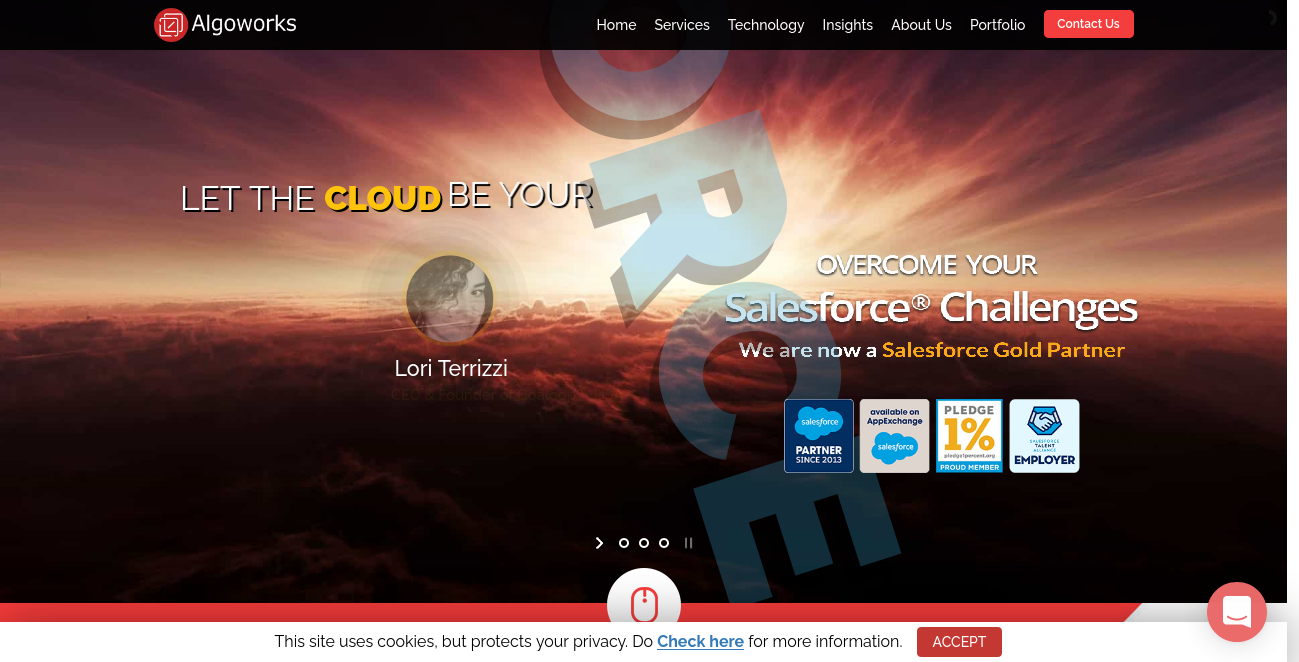 Algoworks
Home Services Technology Insights About Us Portfolio Contact Us
LET THE CLOUD BE YOUR
ORCE
OVERCOME YOUR
Salesforce® Challenges
We are now a Salesforce Gold Partner
Lori Terrizzi
CEO & Founder
salesforce
PARTNER
SINCE 2013
available on
AppExchange
salesforce
PLEDGE
1%
pledge1percent.org
PROUD MEMBER
SALESFORCE
TALENT
ALLIANCE
EMPLOYER
This site uses cookies, but protects your privacy. Do Check here for more information. ACCEPT